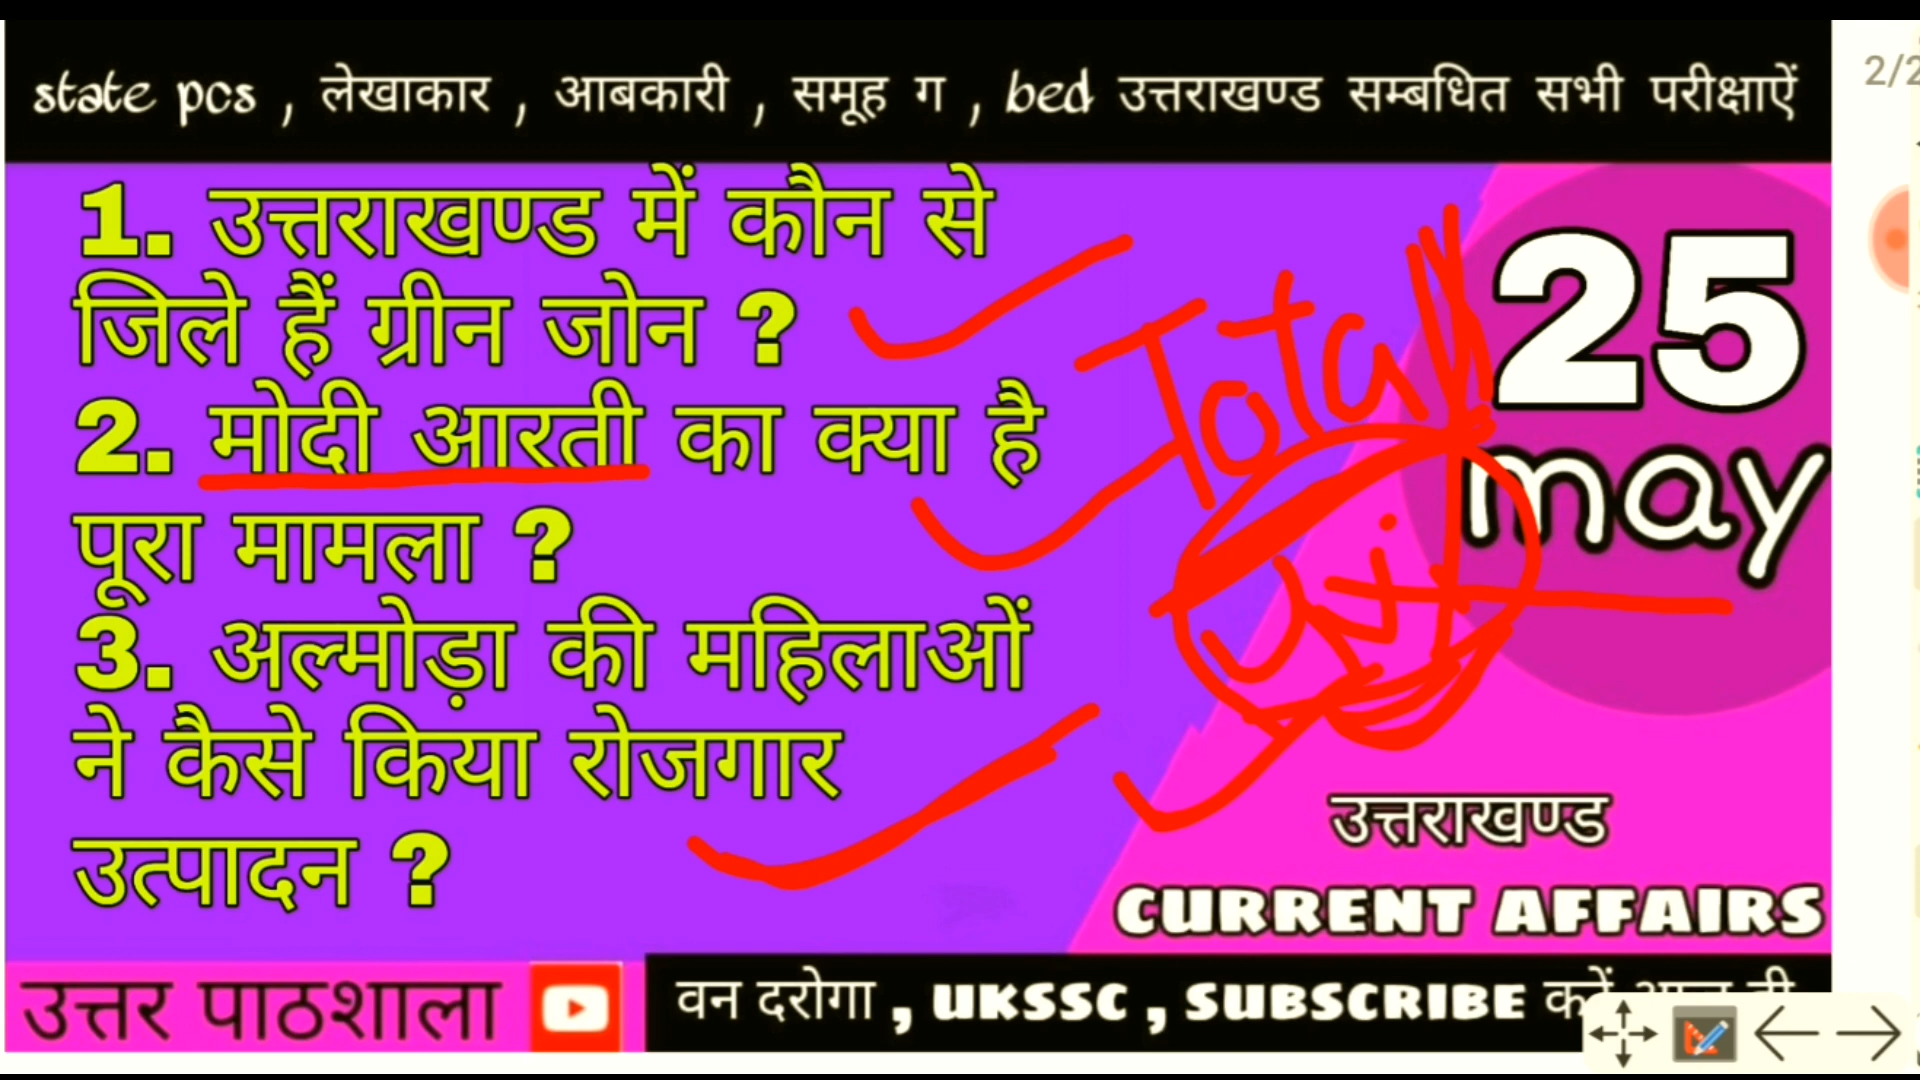 state pcs , लेखाकार , आबकारी , समूह ग , bed उत्तराखण्ड सम्बधित सभी परीक्षाऐं
2/2
1. उत्तराखण्ड में कौन से
जिले हैं ग्रीन जोन ?
2. मोदी आरती का क्या है
पूरा मामला ?
3. अल्मोड़ा की महिलाओं
ने कैसे किया रोजगार
उत्पादन ?
Total
25
may
उत्तराखण्ड
CURRENT AFFAIRS
उत्तर पाठशाला
वन दरोगा , UKSSC , SUBSCRIBE